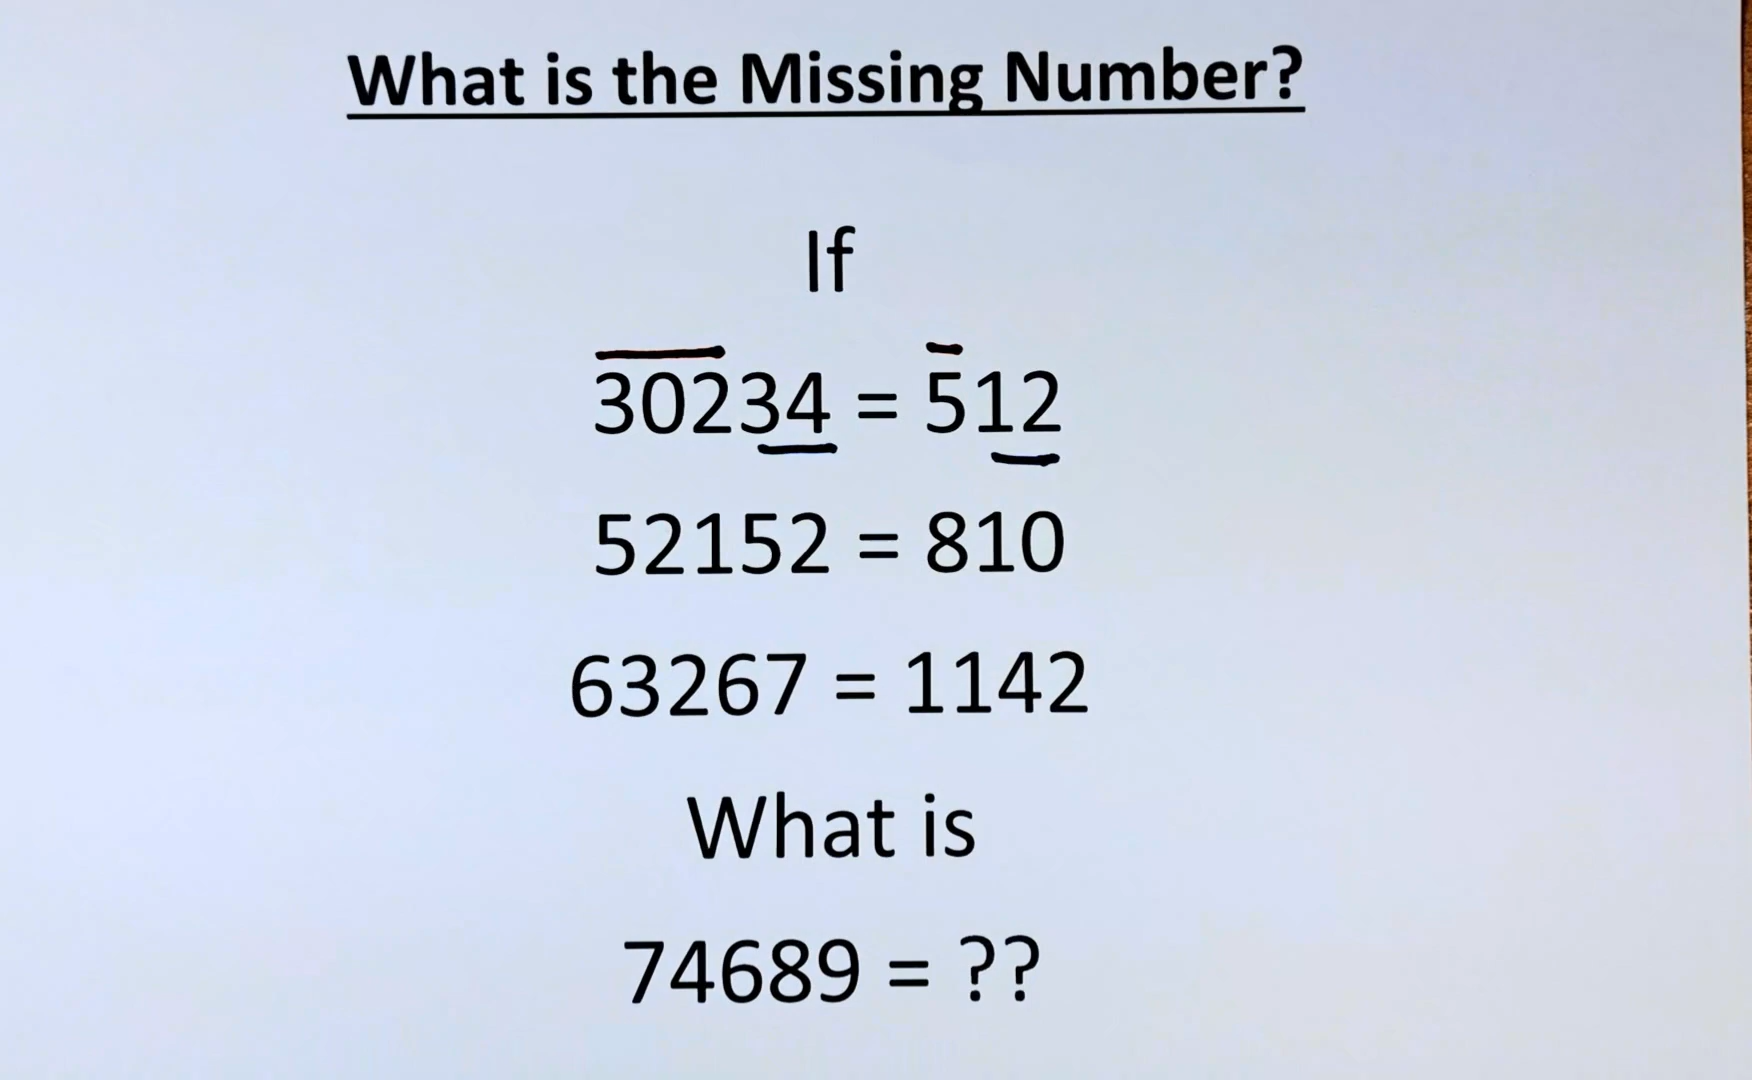 What is the Missing Number?
If
30234 = 512
52152 = 810
63267 = 1142
What is
74689 = ??